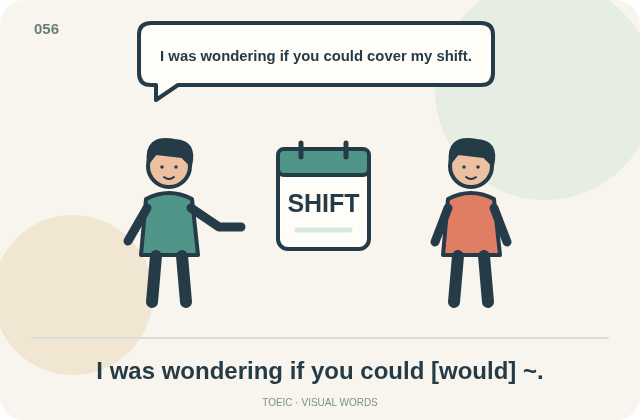 056
I was wondering if you could cover my shift.
SHIFT
I was wondering if you could [would] ~.
TOEIC · VISUAL WORDS